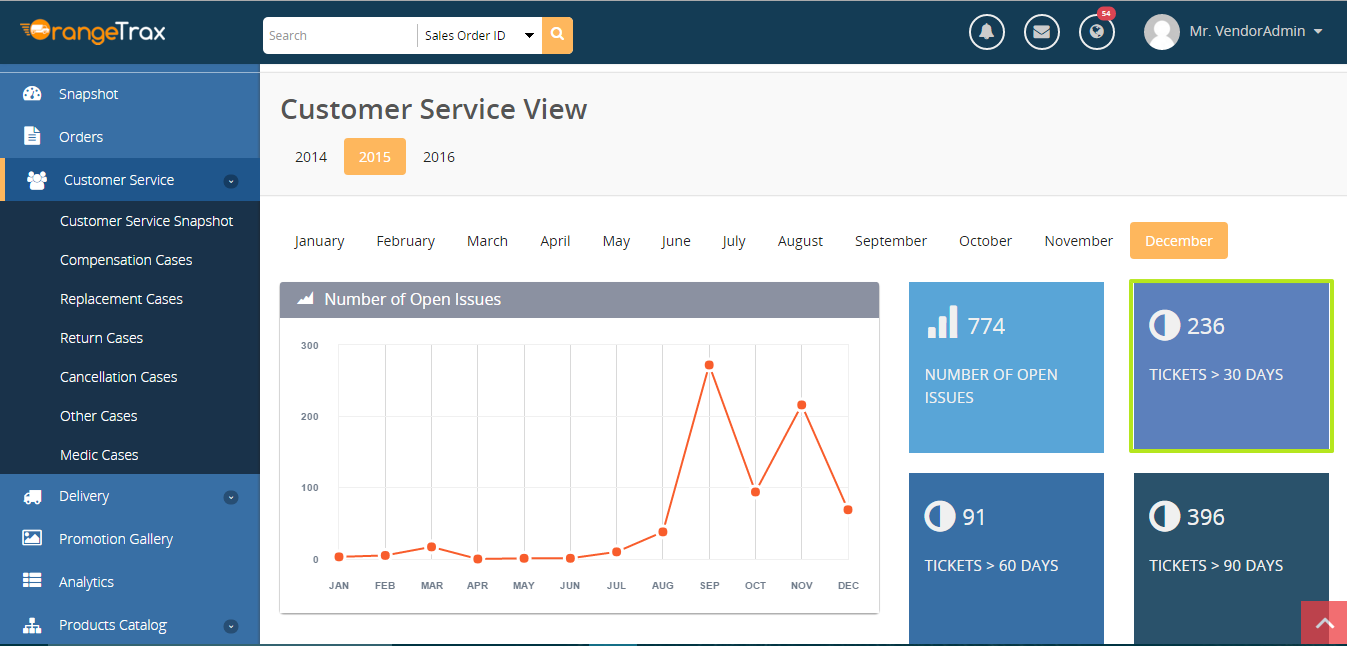 OrangeTrax
Search
Sales Order ID
54
Mr. VendorAdmin
Snapshot
Orders
Customer Service
Customer Service Snapshot
Compensation Cases
Replacement Cases
Return Cases
Cancellation Cases
Other Cases
Medic Cases
Delivery
Promotion Gallery
Analytics
Products Catalog
Customer Service View
2014 2015 2016
January February March April May June July August September October November December
Number of Open Issues
300
200
100
0
JAN FEB MAR APR MAY JUN JUL AUG SEP OCT NOV DEC
774
NUMBER OF OPEN
ISSUES
236
TICKETS > 30 DAYS
91
TICKETS > 60 DAYS
396
TICKETS > 90 DAYS